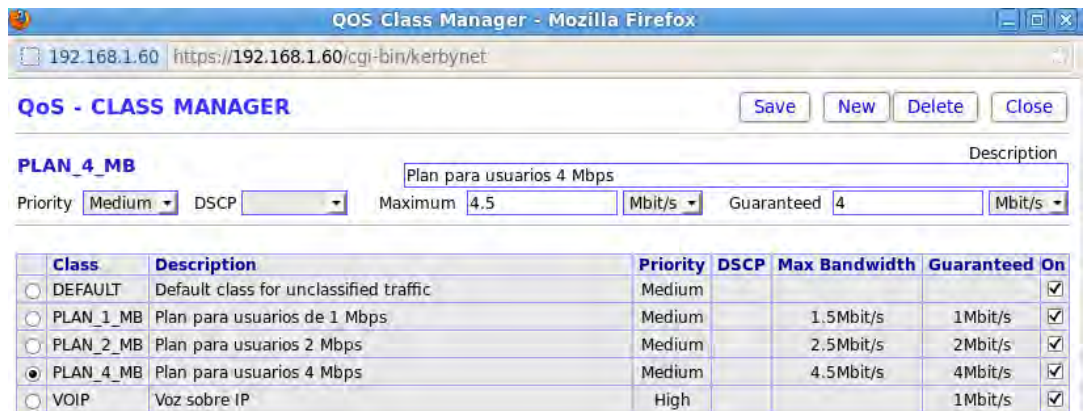 QOS Class Manager - Mozilla Firefox
192.168.1.60 https://192.168.1.60/cgi-bin/kerbynet
QoS - CLASS MANAGER Save New Delete Close
Description
PLAN_4_MB Plan para usuarios 4 Mbps
Priority Medium DSCP Maximum 4.5 Mbit/s Guaranteed 4 Mbit/s
Class Description Priority DSCP Max Bandwidth Guaranteed On
DEFAULT Default class for unclassified traffic Medium
PLAN_1_MB Plan para usuarios de 1 Mbps Medium 1.5Mbit/s 1Mbit/s
PLAN_2_MB Plan para usuarios 2 Mbps Medium 2.5Mbit/s 2Mbit/s
PLAN_4_MB Plan para usuarios 4 Mbps Medium 4.5Mbit/s 4Mbit/s
VOIP Voz sobre IP High 1Mbit/s